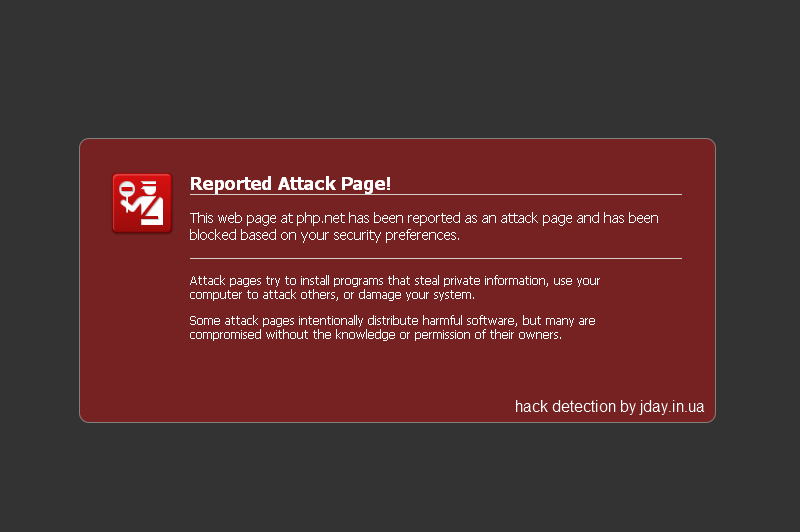 Reported Attack Page!
This web page at php.net has been reported as an attack page and has been
blocked based on your security preferences.
Attack pages try to install programs that steal private information, use your
computer to attack others, or damage your system.
Some attack pages intentionally distribute harmful software, but many are
compromised without the knowledge or permission of their owners.
hack detection by jday.in.ua